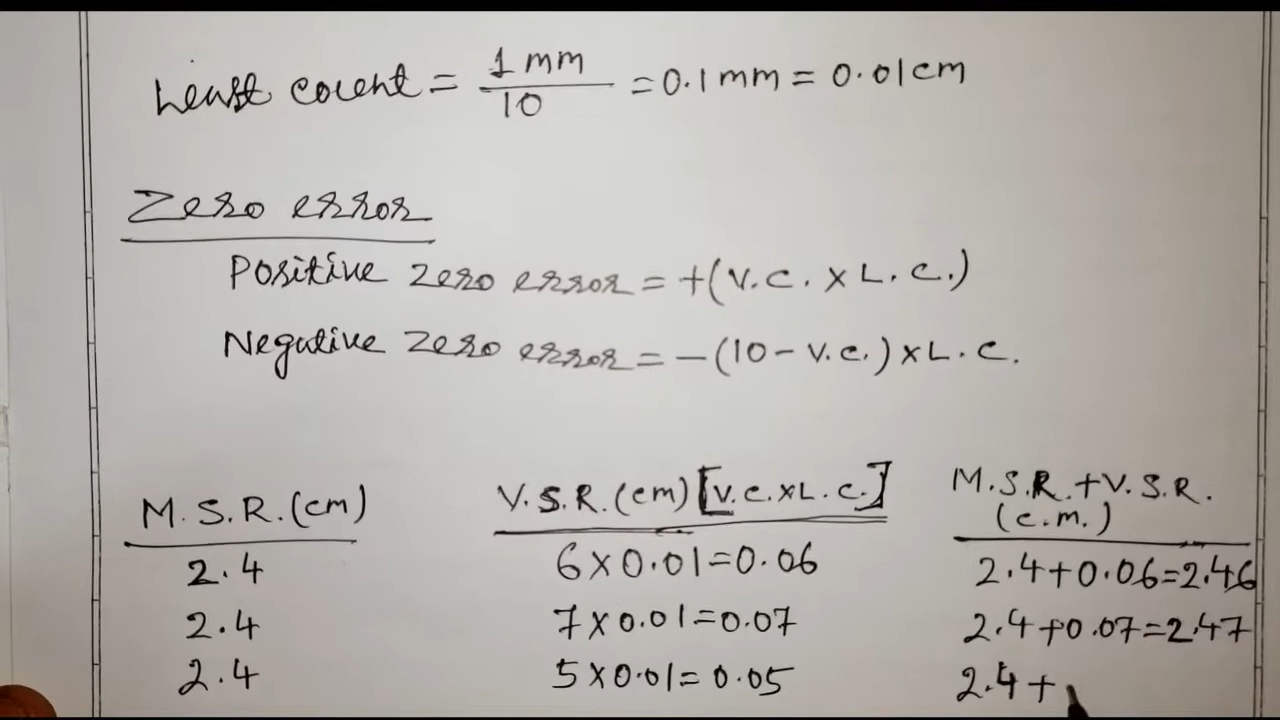 Least count = 1 mm / 10 = 0.1 mm = 0.01 cm
Zero error
Positive zero error = +(V.C. × L.C.)
Negative zero error = −(10 − V.C.) × L.C.
M.S.R.(cm) V.S.R.(cm) [V.C.×L.C.] M.S.R.+V.S.R. (c.m.)
2.4 6×0.01=0.06 2.4+0.06=2.46
2.4 7×0.01=0.07 2.4+0.07=2.47
2.4 5×0.01=0.05 2.4+